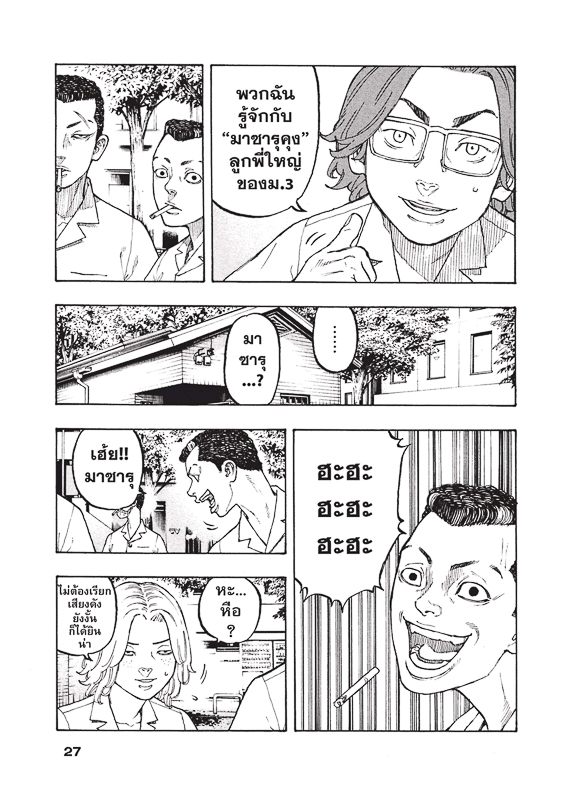 พวกฉัน
รู้จักกับ
“มาซารุคุง”
ลูกพี่ใหญ่
ของม.3
……
มา
ซารุ
...?
ฮะฮะ
ฮะฮะ
ฮะฮะ
เฮ้ย!!
มาซารุ
หะ...
หือ
?
ไม่ต้องเรียก
เสียงดัง
ยังงั้น
ก็ได้ยิน
น่า
27